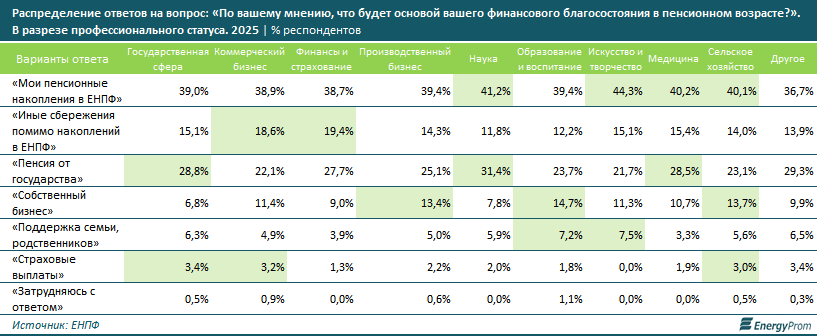 Распределение ответов на вопрос: «По вашему мнению, что будет основой вашего финансового благосостояния в пенсионном возрасте?».
В разрезе профессионального статуса. 2025 | % респондентов
Варианты ответа Государственная сфера Коммерческий бизнес Финансы и страхование Производственный бизнес Наука Образование и воспитание Искусство и творчество Медицина Сельское хозяйство Другое
«Мои пенсионные
накопления в ЕНПФ» 39,0% 38,9% 38,7% 39,4% 41,2% 39,4% 44,3% 40,2% 40,1% 36,7%
«Иные сбережения
помимо накоплений 15,1% 18,6% 19,4% 14,3% 11,8% 12,2% 15,1% 15,4% 14,0% 13,9%
в ЕНПФ»
«Пенсия от
государства» 28,8% 22,1% 27,7% 25,1% 31,4% 23,7% 21,7% 28,5% 23,1% 29,3%
«Собственный
бизнес» 6,8% 11,4% 9,0% 13,4% 7,8% 14,7% 11,3% 10,7% 13,7% 9,9%
«Поддержка семьи,
родственников» 6,3% 4,9% 3,9% 5,0% 5,9% 7,2% 7,5% 3,3% 5,6% 6,5%
«Страховые
выплаты» 3,4% 3,2% 1,3% 2,2% 2,0% 1,8% 0,0% 1,9% 3,0% 3,4%
«Затрудняюсь с
ответом» 0,5% 0,9% 0,0% 0,6% 0,0% 1,1% 0,0% 0,0% 0,5% 0,3%
Источник: ЕНПФ
EnergyProm